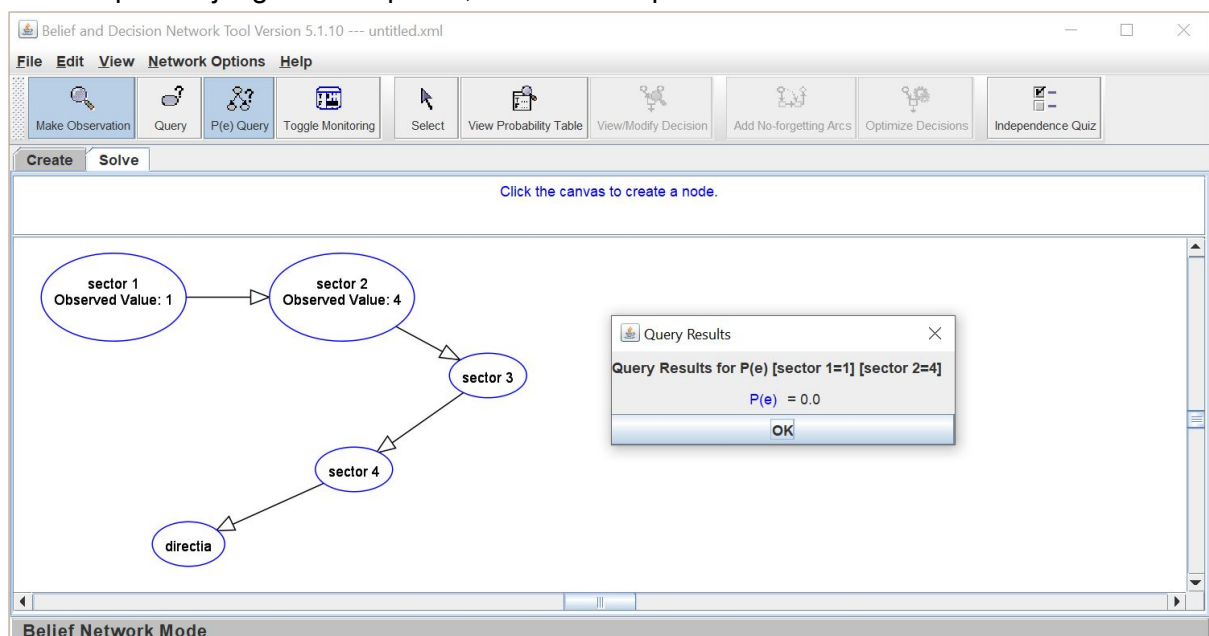 Belief and Decision Network Tool Version 5.1.10 --- untitled.xml
File Edit View Network Options Help
Make Observation Query P(e) Query Toggle Monitoring Select View Probability Table View/Modify Decision Add No-forgetting Arcs Optimize Decisions Independence Quiz
Create Solve
Click the canvas to create a node.
sector 1
Observed Value: 1
sector 2
Observed Value: 4
Query Results
Query Results for P(e) [sector 1=1] [sector 2=4]
P(e) = 0.0
OK
sector 3
sector 4
directia
Belief Network Mode